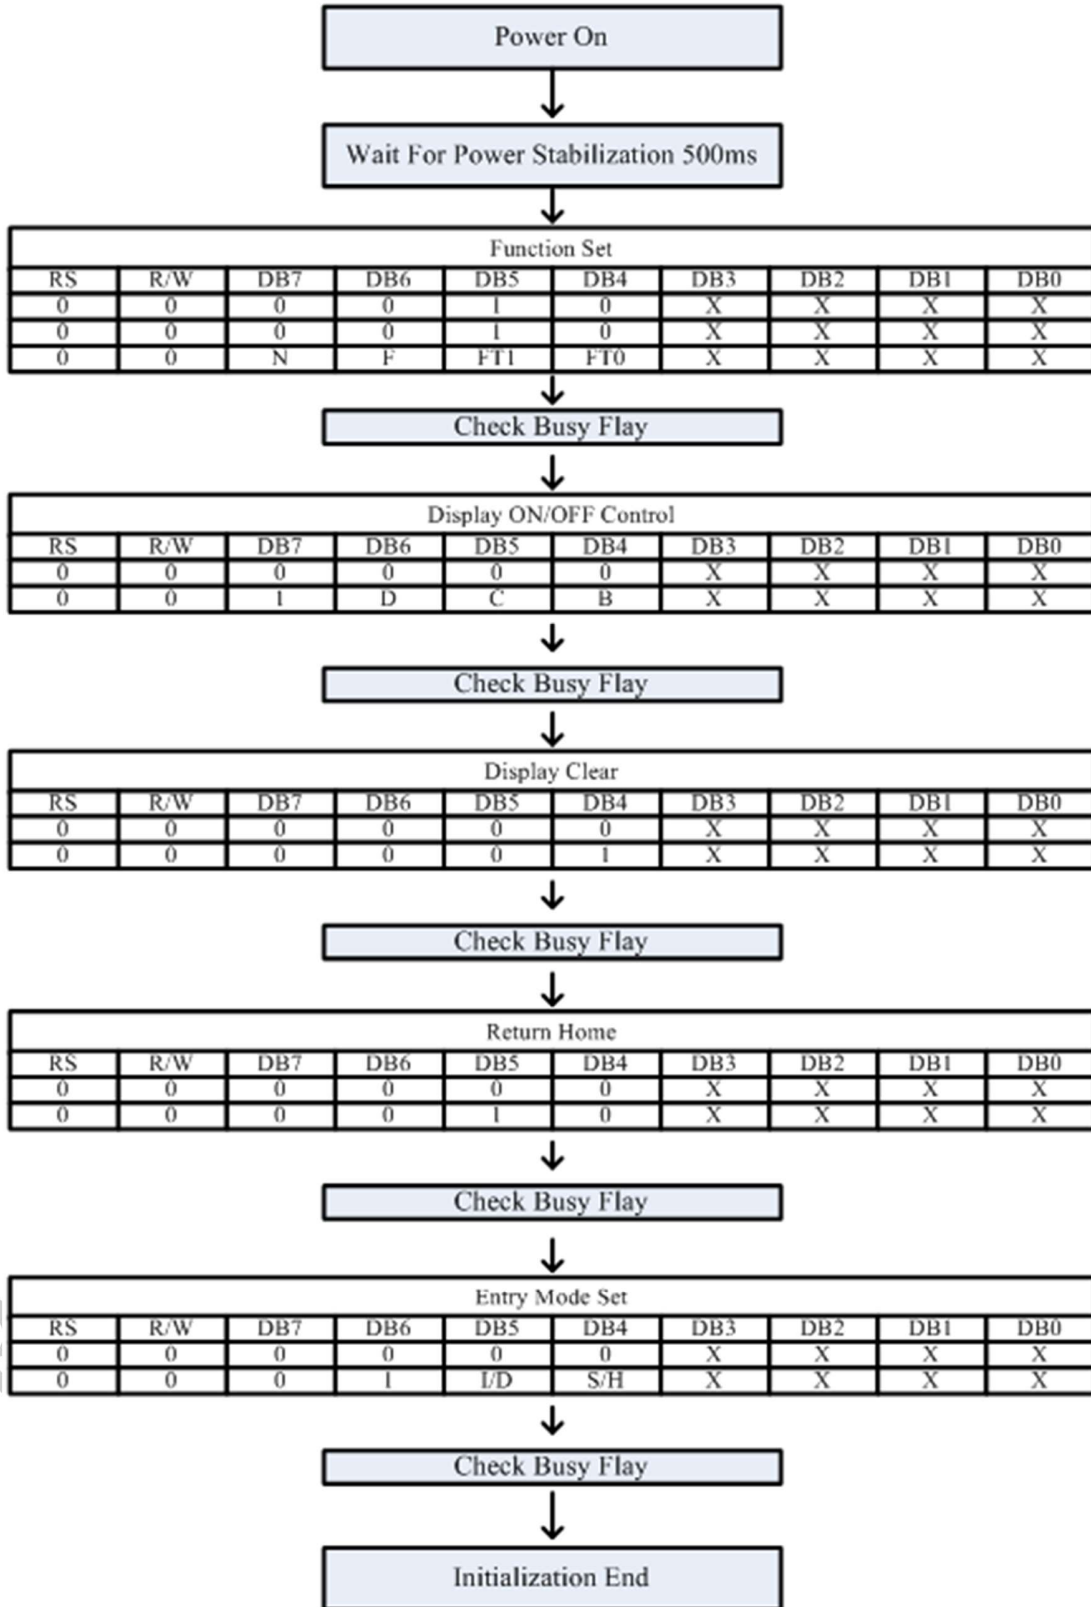 Power On
Wait For Power Stabilization 500ms
Function Set
RS R/W DB7 DB6 DB5 DB4 DB3 DB2 DB1 DB0
0 0 0 0 1 0 X X X X
0 0 0 0 1 0 X X X X
0 0 N F FT1 FT0 X X X X
Check Busy Flay
Display ON/OFF Control
RS R/W DB7 DB6 DB5 DB4 DB3 DB2 DB1 DB0
0 0 0 0 0 0 X X X X
0 0 1 D C B X X X X
Check Busy Flay
Display Clear
RS R/W DB7 DB6 DB5 DB4 DB3 DB2 DB1 DB0
0 0 0 0 0 0 X X X X
0 0 0 0 0 1 X X X X
Check Busy Flay
Return Home
RS R/W DB7 DB6 DB5 DB4 DB3 DB2 DB1 DB0
0 0 0 0 0 0 X X X X
0 0 0 0 1 0 X X X X
Check Busy Flay
Entry Mode Set
RS R/W DB7 DB6 DB5 DB4 DB3 DB2 DB1 DB0
0 0 0 0 0 0 X X X X
0 0 0 1 I/D S/H X X X X
Check Busy Flay
Initialization End